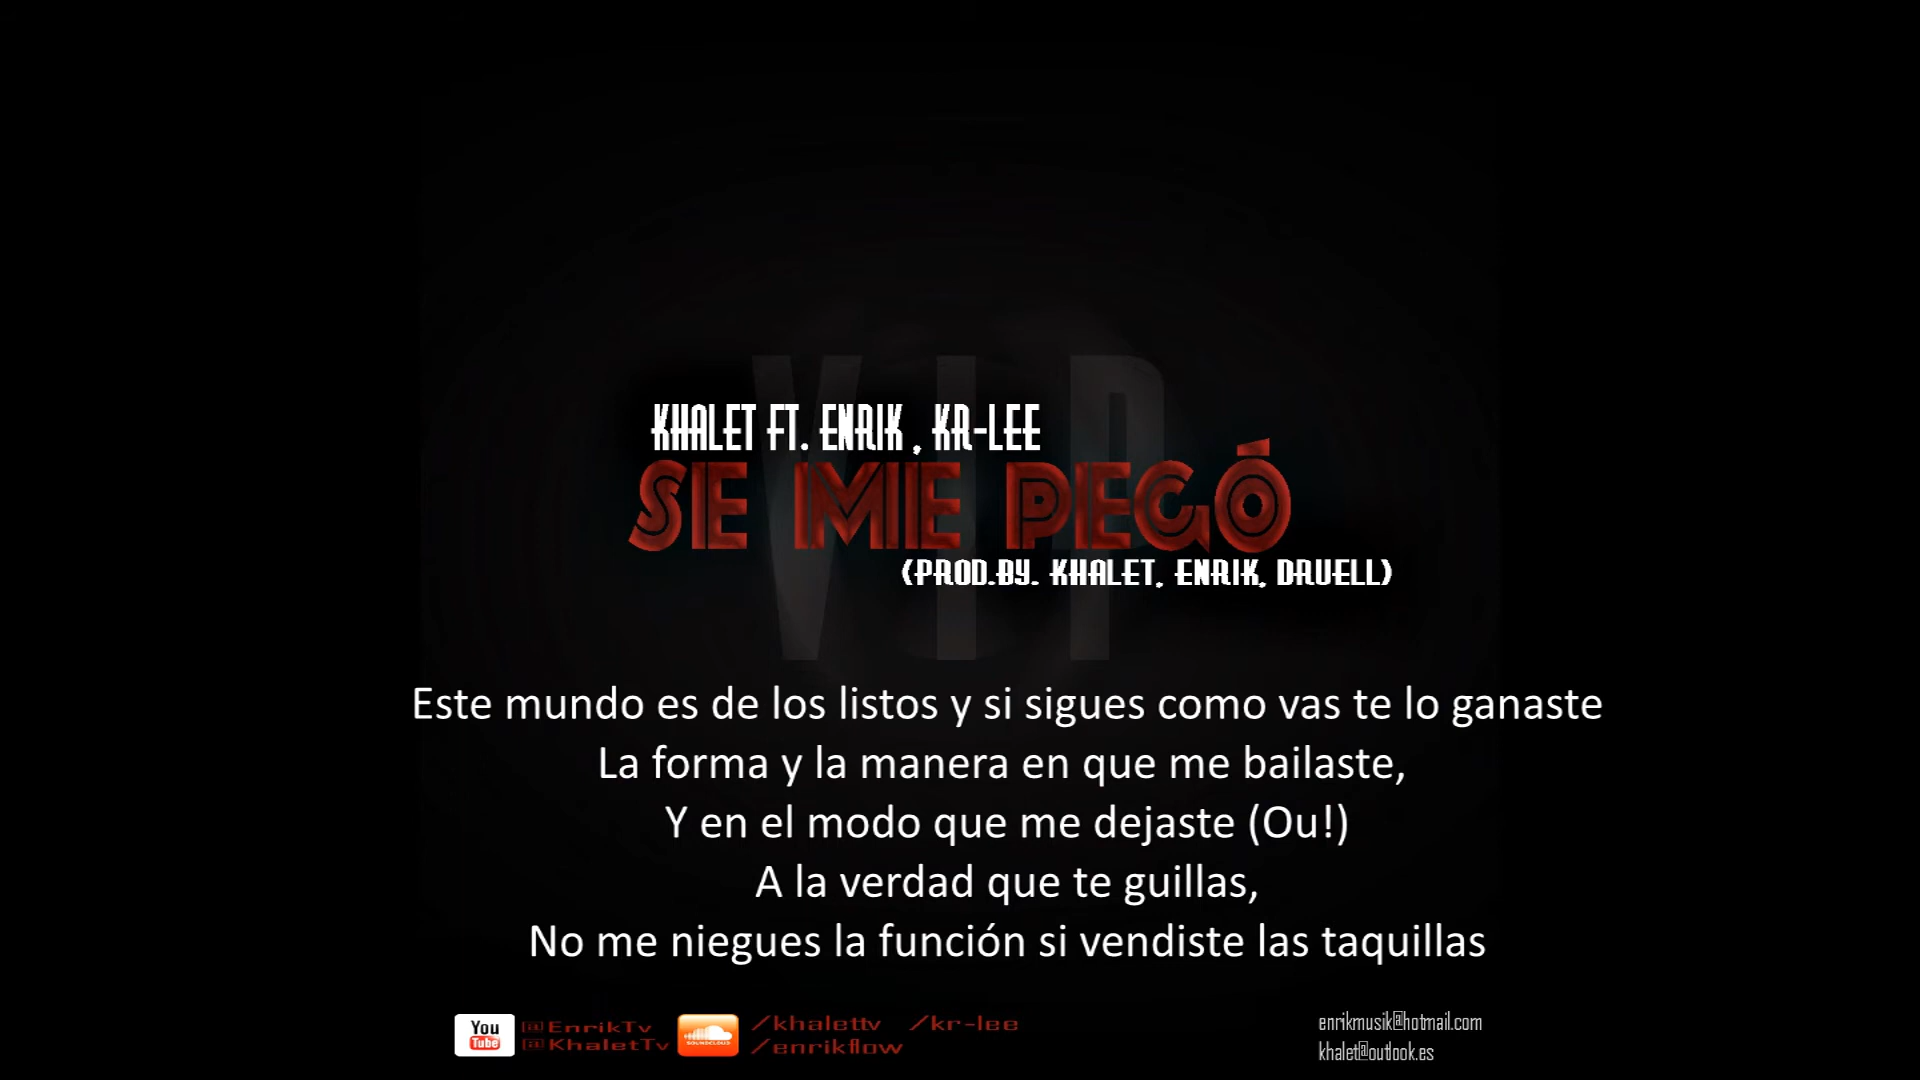 VIP
KHALET FT. ENRIK , KR-LEE
SE ME PEGÓ
(PROD.BY. KHALET, ENRIK, DRUELL)
Este mundo es de los listos y si sigues como vas te lo ganaste
La forma y la manera en que me bailaste,
Y en el modo que me dejaste (Ou!)
A la verdad que te guillas,
No me niegues la función si vendiste las taquillas
You Tube
@EnrikTv
@KhaletTv
SOUNDCLOUD
/khalettv /kr-lee
/enrikflow
enrikmusik@hotmail.com
khalet@outlook.es